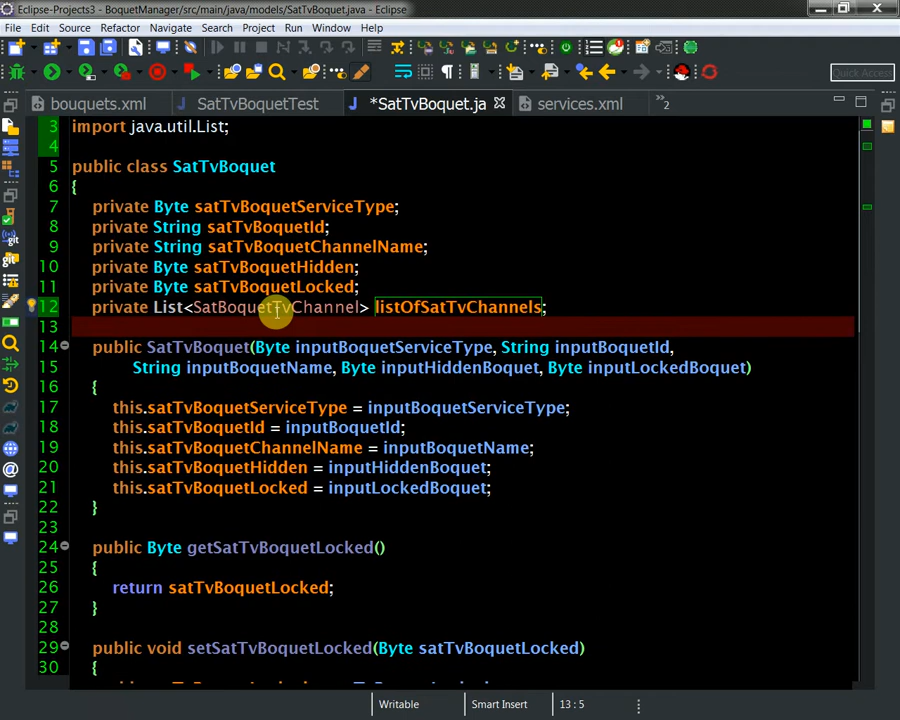 Eclipse-Projects3 - BoquetManager/src/main/java/models/SatTvBoquet.java - Eclipse
File Edit Source Refactor Navigate Search Project Run Window Help
Quick Access
bouquets.xml SatTvBoquetTest *SatTvBoquet.ja services.xml »2
3 import java.util.List;
4
5 public class SatTvBoquet
6 {
7 private Byte satTvBoquetServiceType;
8 private String satTvBoquetId;
9 private String satTvBoquetChannelName;
10 private Byte satTvBoquetHidden;
11 private Byte satTvBoquetLocked;
12 private List<SatBoquetTvChannel> listOfSatTvChannels;
13
14 public SatTvBoquet(Byte inputBoquetServiceType, String inputBoquetId,
15 String inputBoquetName, Byte inputHiddenBoquet, Byte inputLockedBoquet)
16 {
17 this.satTvBoquetServiceType = inputBoquetServiceType;
18 this.satTvBoquetId = inputBoquetId;
19 this.satTvBoquetChannelName = inputBoquetName;
20 this.satTvBoquetHidden = inputHiddenBoquet;
21 this.satTvBoquetLocked = inputLockedBoquet;
22 }
23
24 public Byte getSatTvBoquetLocked()
25 {
26 return satTvBoquetLocked;
27 }
28
29 public void setSatTvBoquetLocked(Byte satTvBoquetLocked)
30 {
Writable Smart Insert 13 : 5